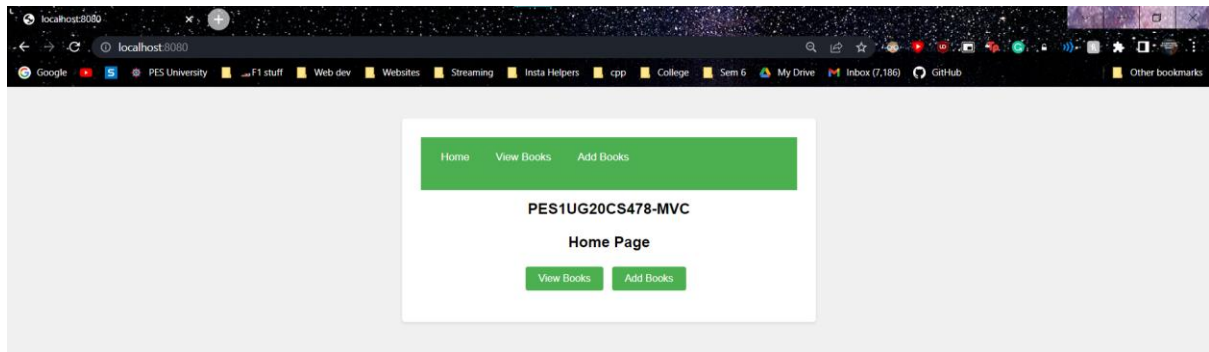 localhost:8080
localhost:8080
Google PES University F1 stuff Web dev Websites Streaming Insta Helpers cpp College Sem 6 My Drive Inbox (7,186) GitHub Other bookmarks
Home View Books Add Books
PES1UG20CS478-MVC
Home Page
View Books Add Books